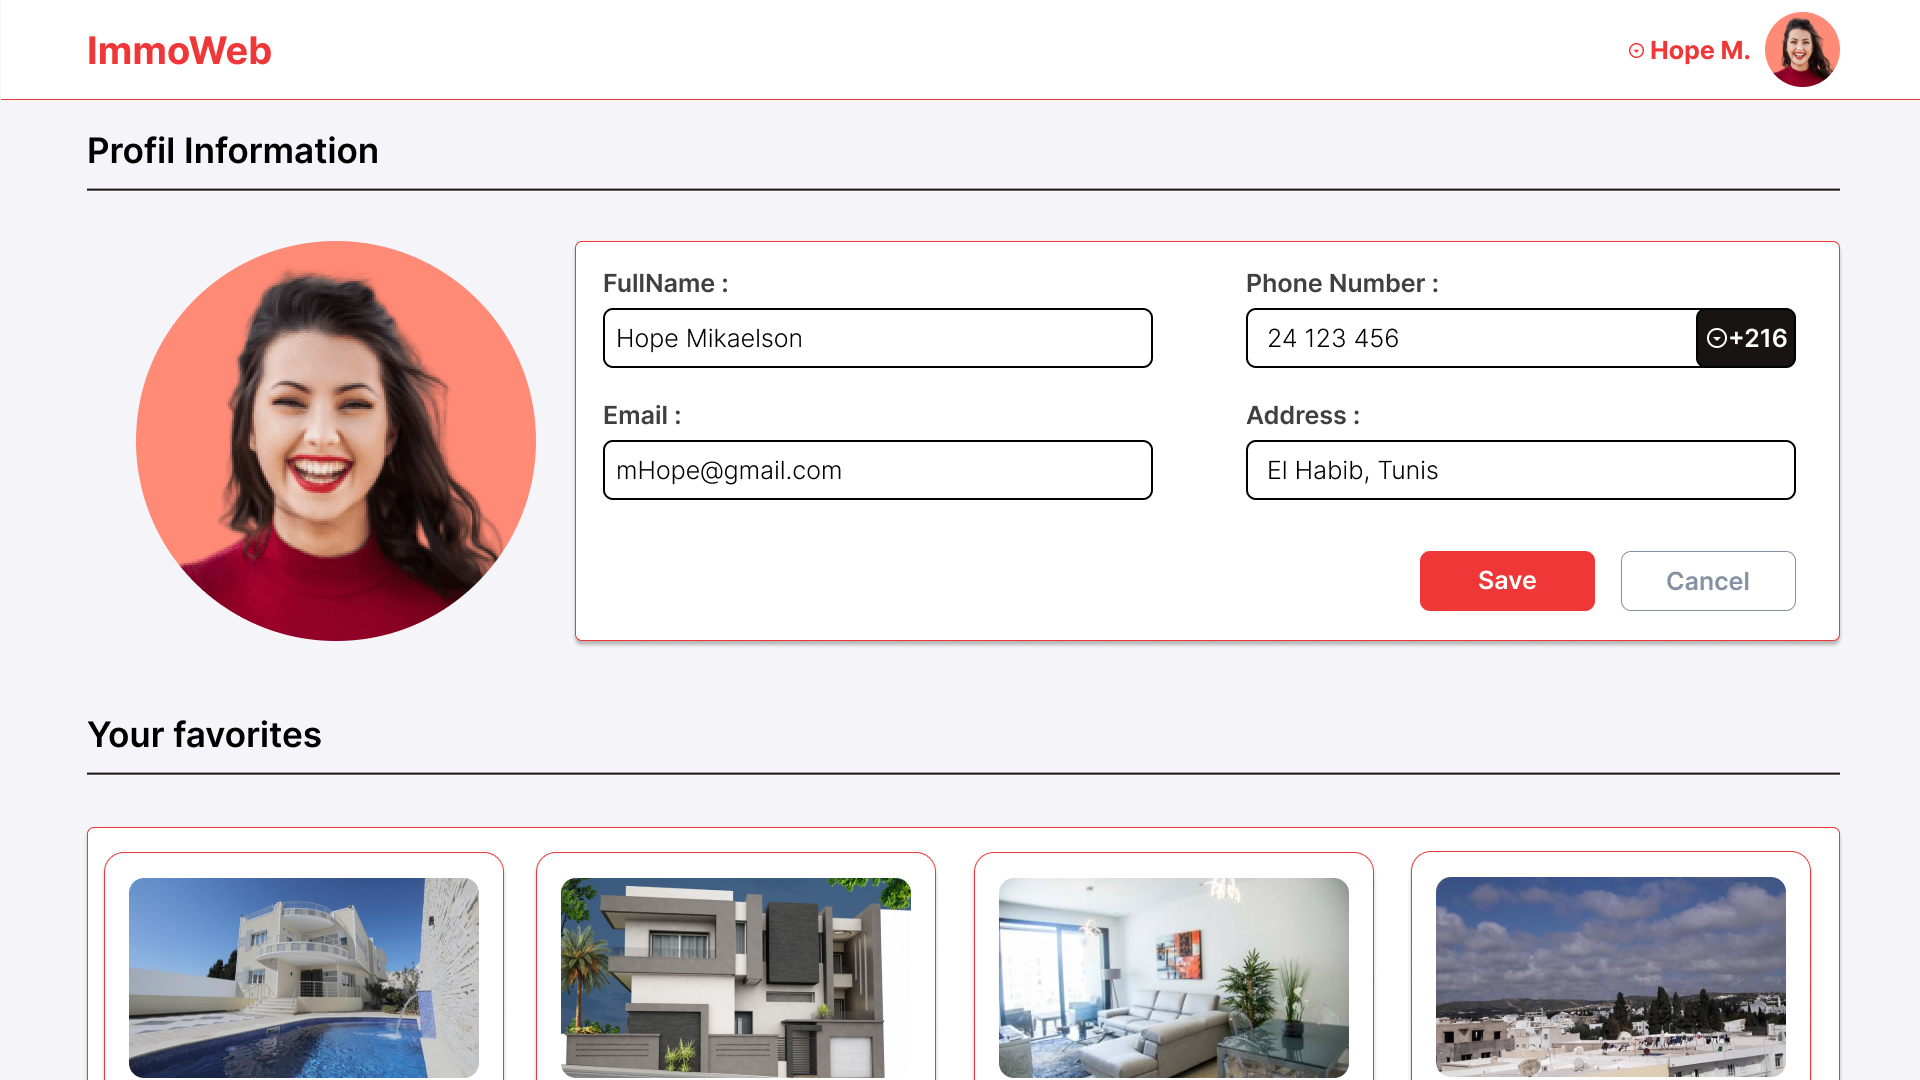 ImmoWeb
Hope M.
Profil Information
FullName :
Phone Number :
Hope Mikaelson
24 123 456
+216
Email :
Address :
mHope@gmail.com
El Habib, Tunis
Save
Cancel
Your favorites